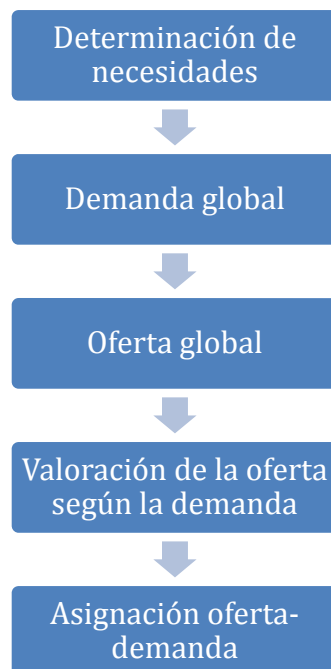 Determinación de
necesidades
Demanda global
Oferta global
Valoración de la oferta
según la demanda
Asignación oferta-
demanda